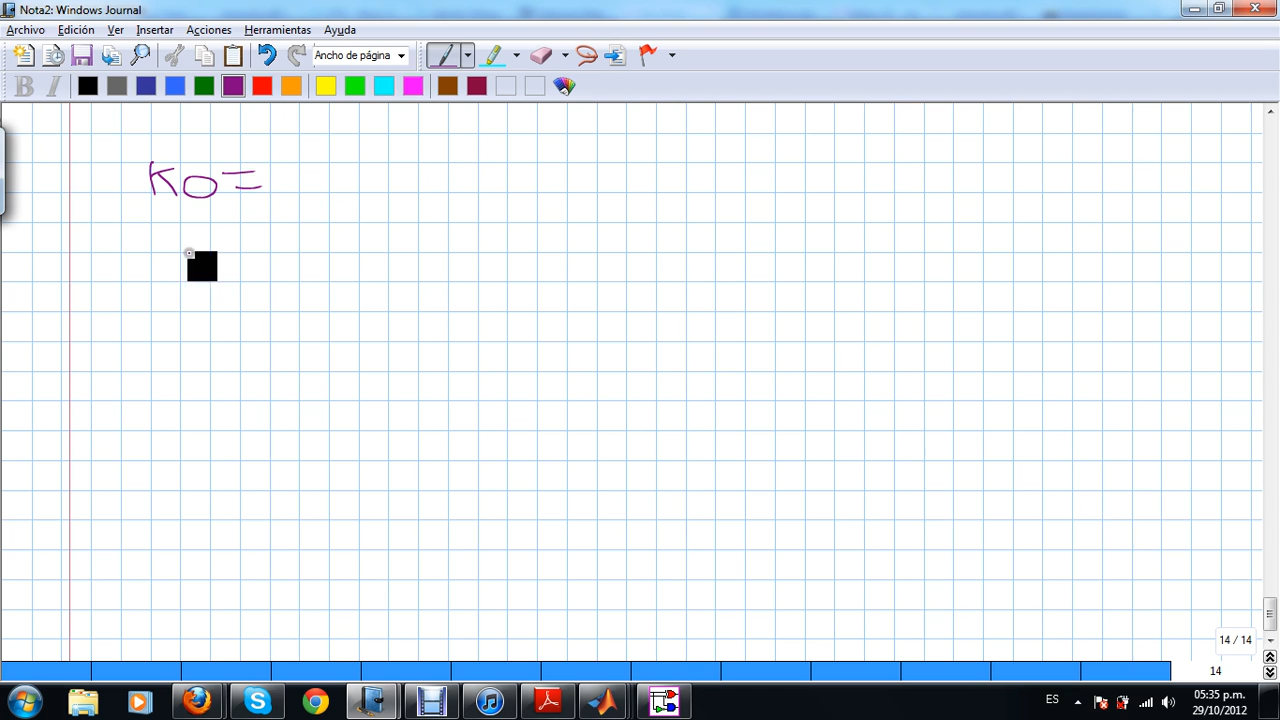 Nota2: Windows Journal
Archivo Edición Ver Insertar Acciones Herramientas Ayuda
Ancho de página
B I
KO=
14 / 14
14
ES
05:35 p.m.
29/10/2012